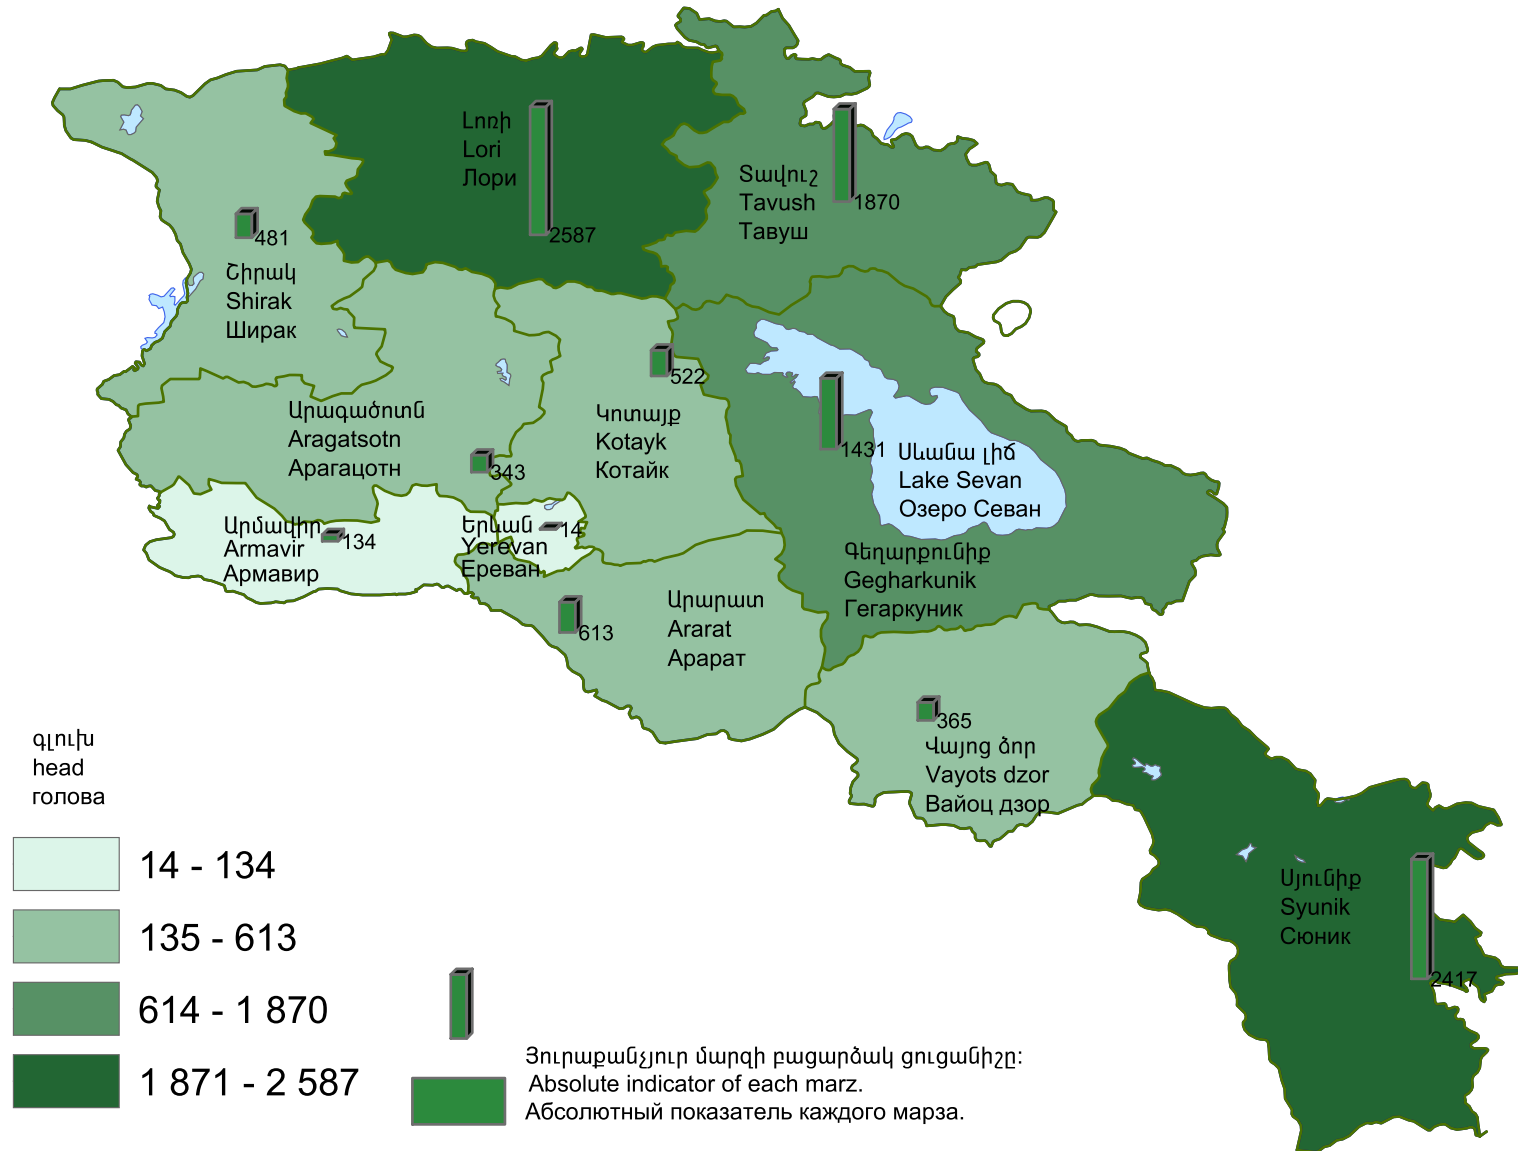 Լոռի
Lori
Лори
2587
Տավուշ
Tavush
Тавуш
1870
481
Շիրակ
Shirak
Ширак
522
Կոտայք
Kotayk
Котайк
Արագածոտն
Aragatsotn
Арагацотн
343
1431
Սևանա լիճ
Lake Sevan
Озеро Севан
Գեղարքունիք
Gegharkunik
Гегаркуник
Արմավիր
Armavir
Армавир
134
Երևան
Yerevan
Ереван
14
613
Արարատ
Ararat
Арарат
365
Վայոց ձոր
Vayots dzor
Вайоц дзор
Սյունիք
Syunik
Сюник
2417
գլուխ
head
голова
14 - 134
135 - 613
614 - 1 870
1 871 - 2 587
Յուրաքանչյուր մարզի բացարձակ ցուցանիշը:
Absolute indicator of each marz.
Абсолютный показатель каждого марза.